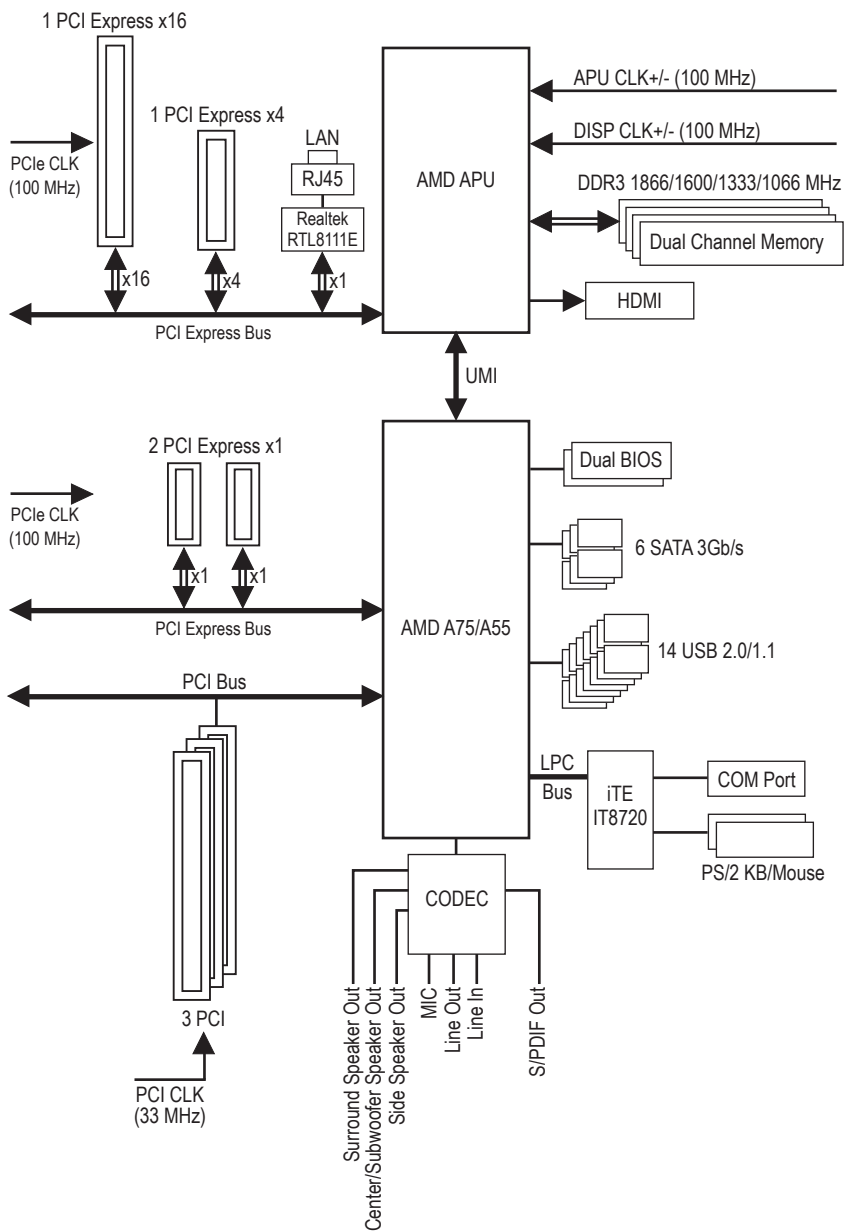 1 PCI Express x16
1 PCI Express x4
LAN
RJ45
Realtek
RTL8111E
PCIe CLK
(100 MHz)
x16
x4
x1
PCI Express Bus
AMD APU
APU CLK+/- (100 MHz)
DISP CLK+/- (100 MHz)
DDR3 1866/1600/1333/1066 MHz
Dual Channel Memory
HDMI
UMI
2 PCI Express x1
PCIe CLK
(100 MHz)
x1
x1
PCI Express Bus
PCI Bus
AMD A75/A55
Dual BIOS
6 SATA 3Gb/s
14 USB 2.0/1.1
LPC
Bus
iTE
IT8720
COM Port
PS/2 KB/Mouse
3 PCI
PCI CLK
(33 MHz)
CODEC
Surround Speaker Out
Center/Subwoofer Speaker Out
Side Speaker Out
MIC
Line Out
Line In
S/PDIF Out